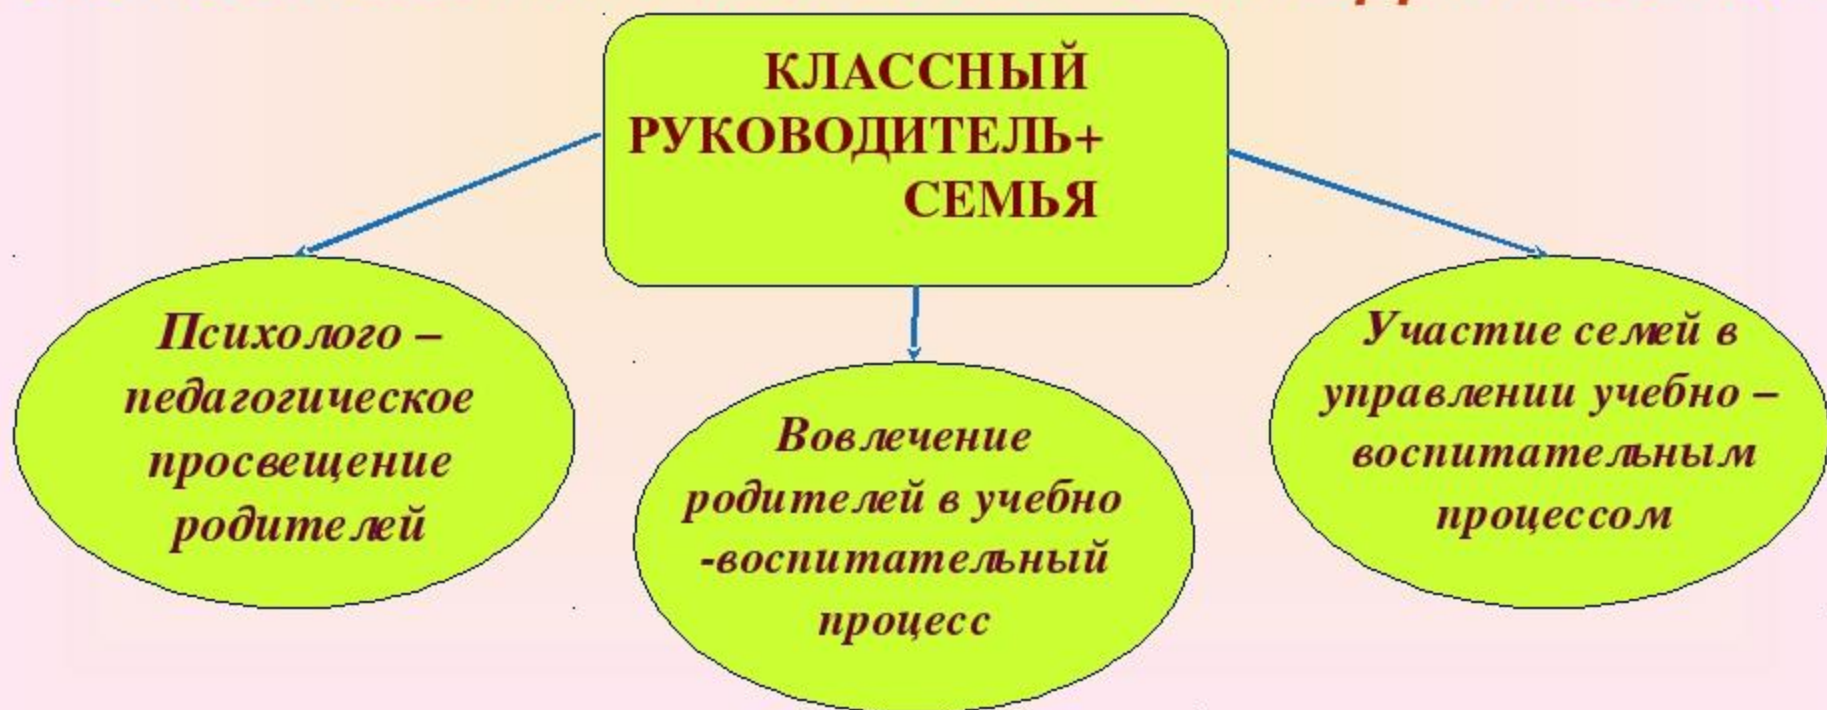 КЛАССНЫЙ
РУКОВОДИТЕЛЬ+
СЕМЬЯ
Психолого –
педагогическое
просвещение
родителей
Вовлечение
родителей в учебно
-воспитательный
процесс
Участие семей в
управлении учебно –
воспитательным
процессом